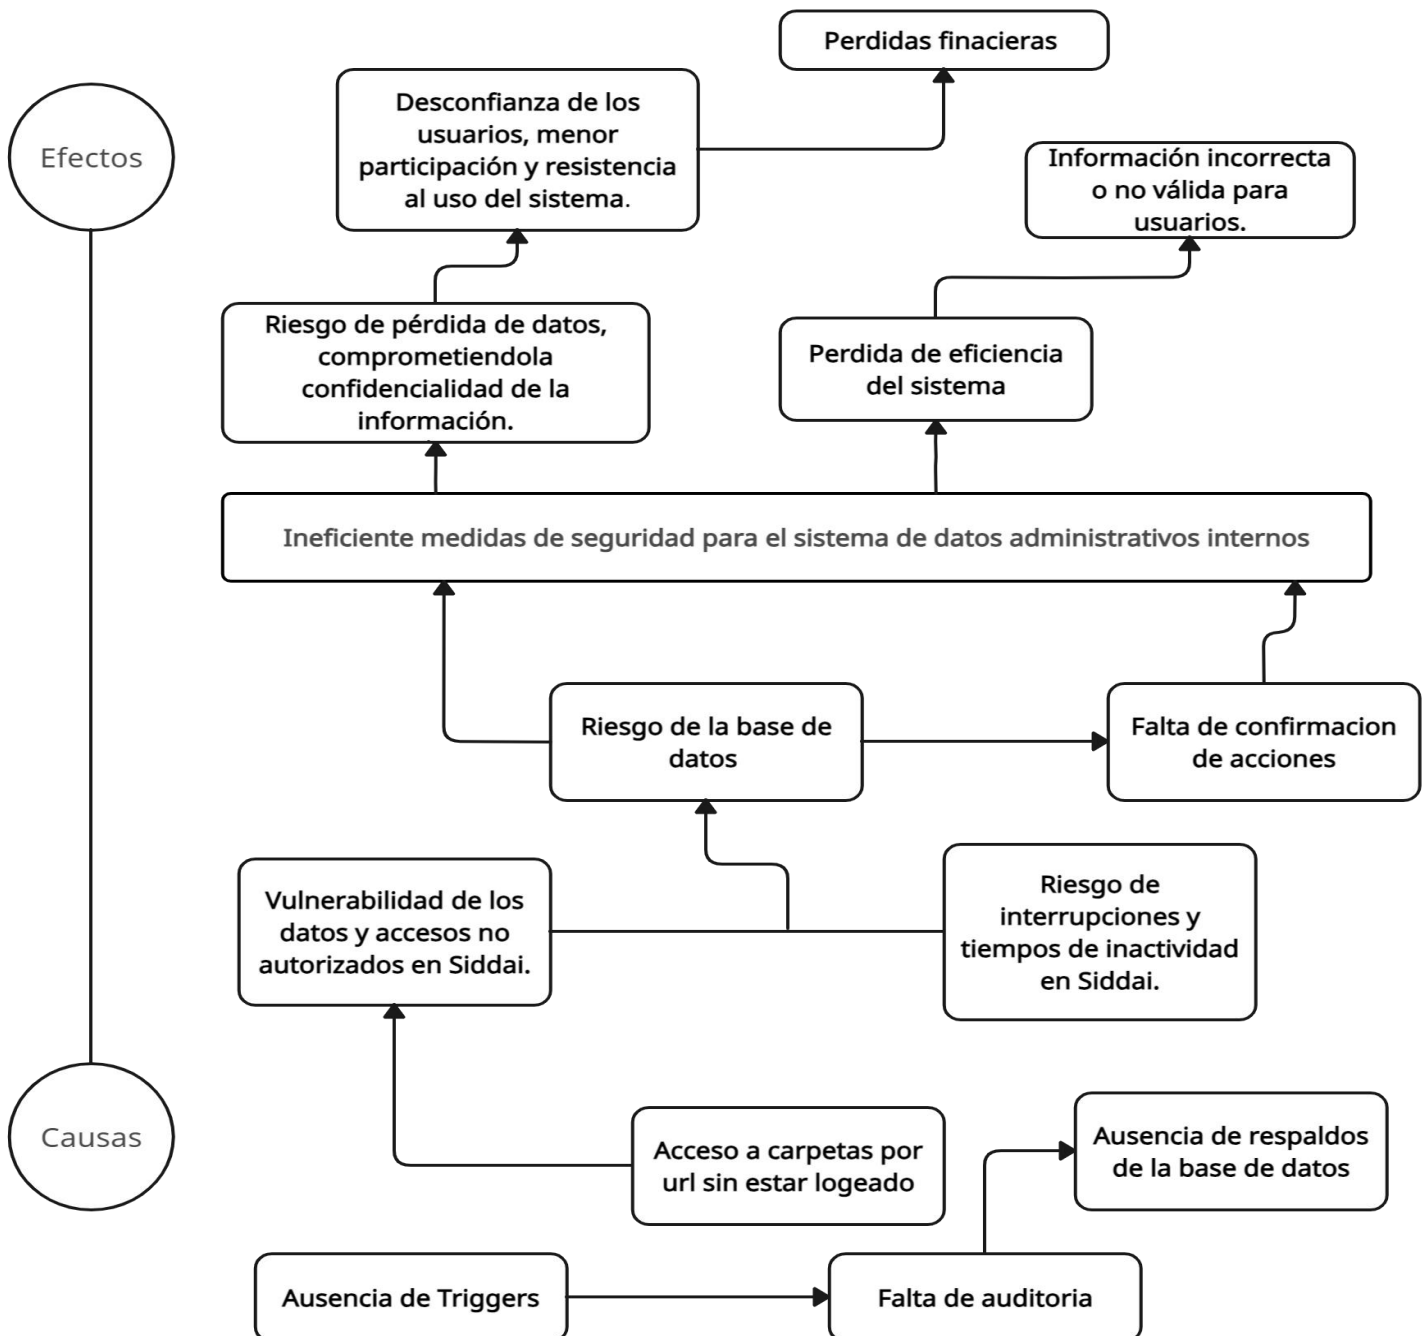 Perdidas finacieras
Desconfianza de los
usuarios, menor
participación y resistencia
al uso del sistema.
Efectos
Información incorrecta
o no válida para
usuarios.
Riesgo de pérdida de datos,
comprometiendola
confidencialidad de la
información.
Perdida de eficiencia
del sistema
Ineficiente medidas de seguridad para el sistema de datos administrativos internos
Riesgo de la base de
datos
Falta de confirmacion
de acciones
Vulnerabilidad de los
datos y accesos no
autorizados en Siddai.
Riesgo de
interrupciones y
tiempos de inactividad
en Siddai.
Causas
Acceso a carpetas por
url sin estar logeado
Ausencia de respaldos
de la base de datos
Ausencia de Triggers
Falta de auditoria